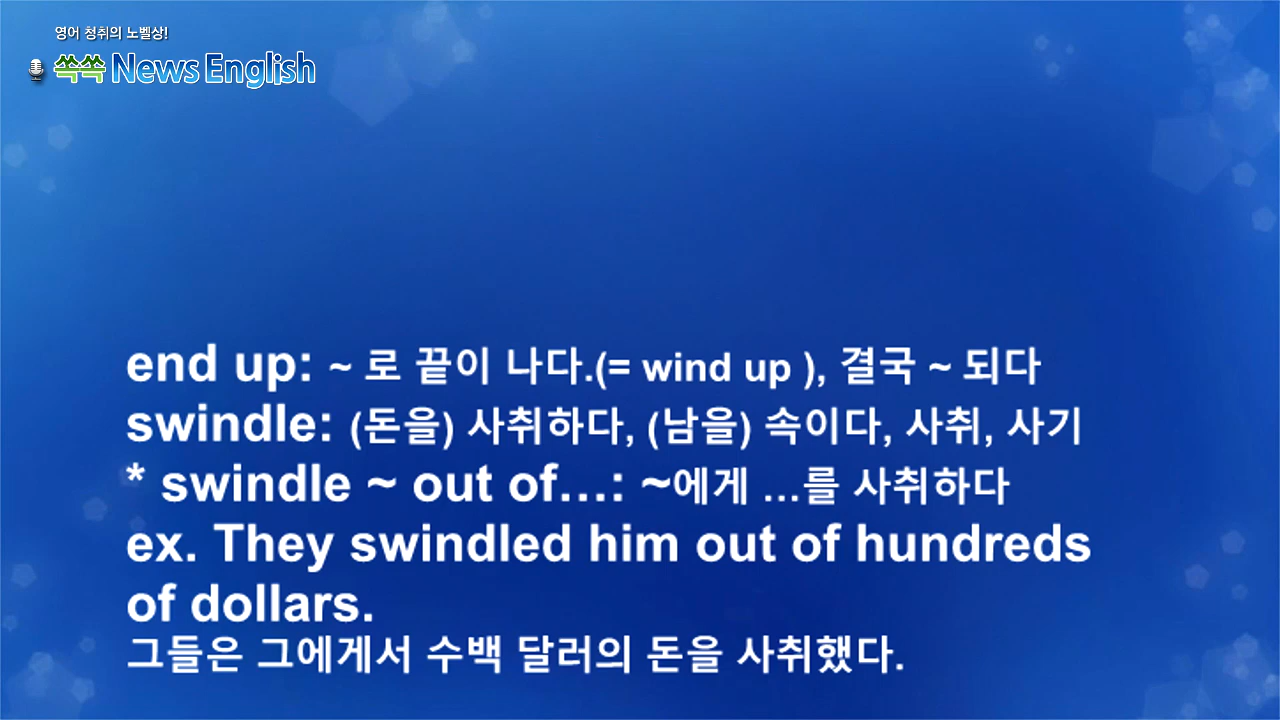 영어 청취의 노벨상!
쏙쏙 News English
end up: ~ 로 끝이 나다.(= wind up ), 결국 ~ 되다
swindle: (돈을) 사취하다, (남을) 속이다, 사취, 사기
* swindle ~ out of...: ~에게 ...를 사취하다
ex. They swindled him out of hundreds
of dollars.
그들은 그에게서 수백 달러의 돈을 사취했다.